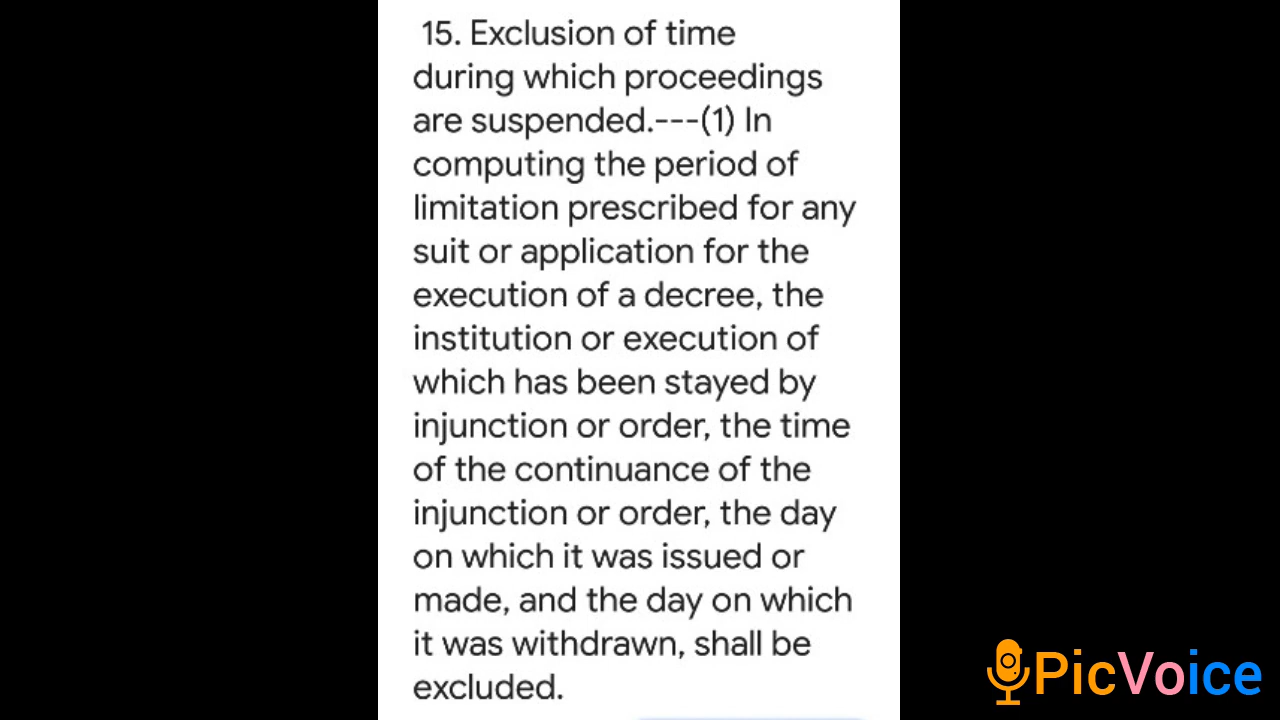 15. Exclusion of time
during which proceedings
are suspended.---(1) In
computing the period of
limitation prescribed for any
suit or application for the
execution of a decree, the
institution or execution of
which has been stayed by
injunction or order, the time
of the continuance of the
injunction or order, the day
on which it was issued or
made, and the day on which
it was withdrawn, shall be
excluded.
PicVoice